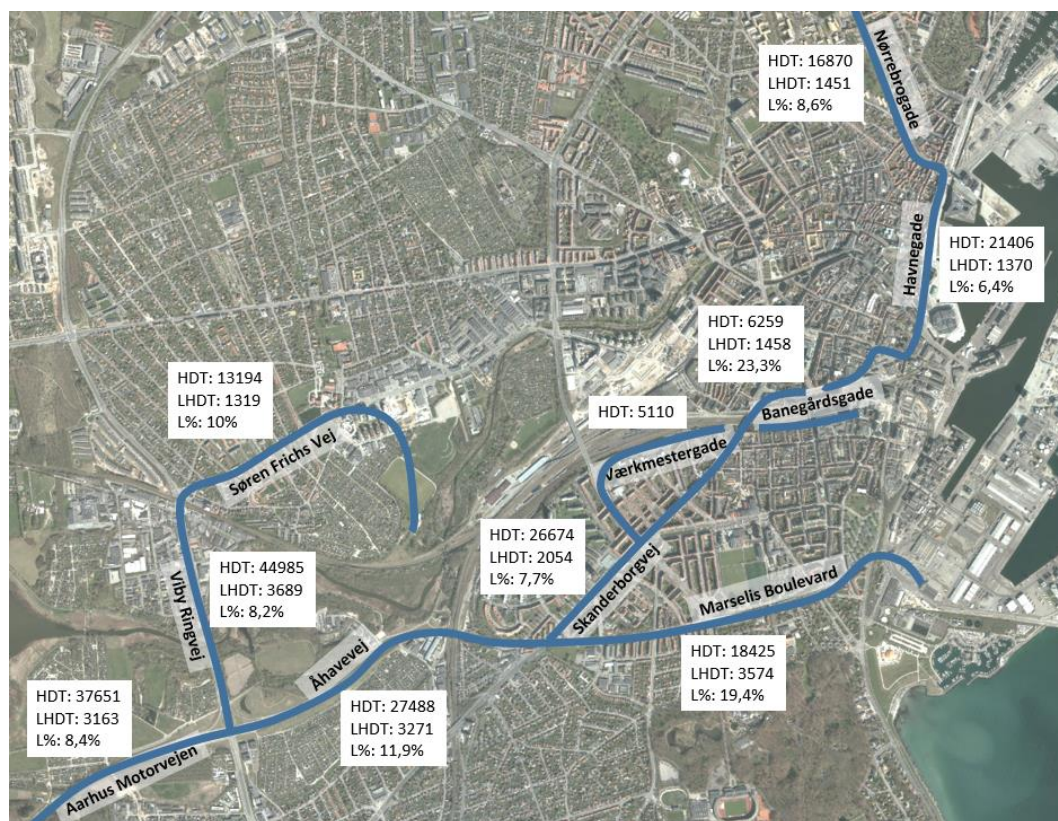 HDT: 16870
LHDT: 1451
L%: 8,6%
Nørrebrogade
HDT: 21406
LHDT: 1370
L%: 6,4%
Havnegade
HDT: 6259
LHDT: 1458
L%: 23,3%
Banegårdsgade
HDT: 5110
Værkmestergade
HDT: 13194
LHDT: 1319
L%: 10%
Søren Frichs Vej
HDT: 26674
LHDT: 2054
L%: 7,7%
Skanderborgvej
Marselis Boulevard
HDT: 44985
LHDT: 3689
L%: 8,2%
Viby Ringvej
Åhavevej
HDT: 18425
LHDT: 3574
L%: 19,4%
HDT: 37651
LHDT: 3163
L%: 8,4%
HDT: 27488
LHDT: 3271
L%: 11,9%
Aarhus Motorvejen